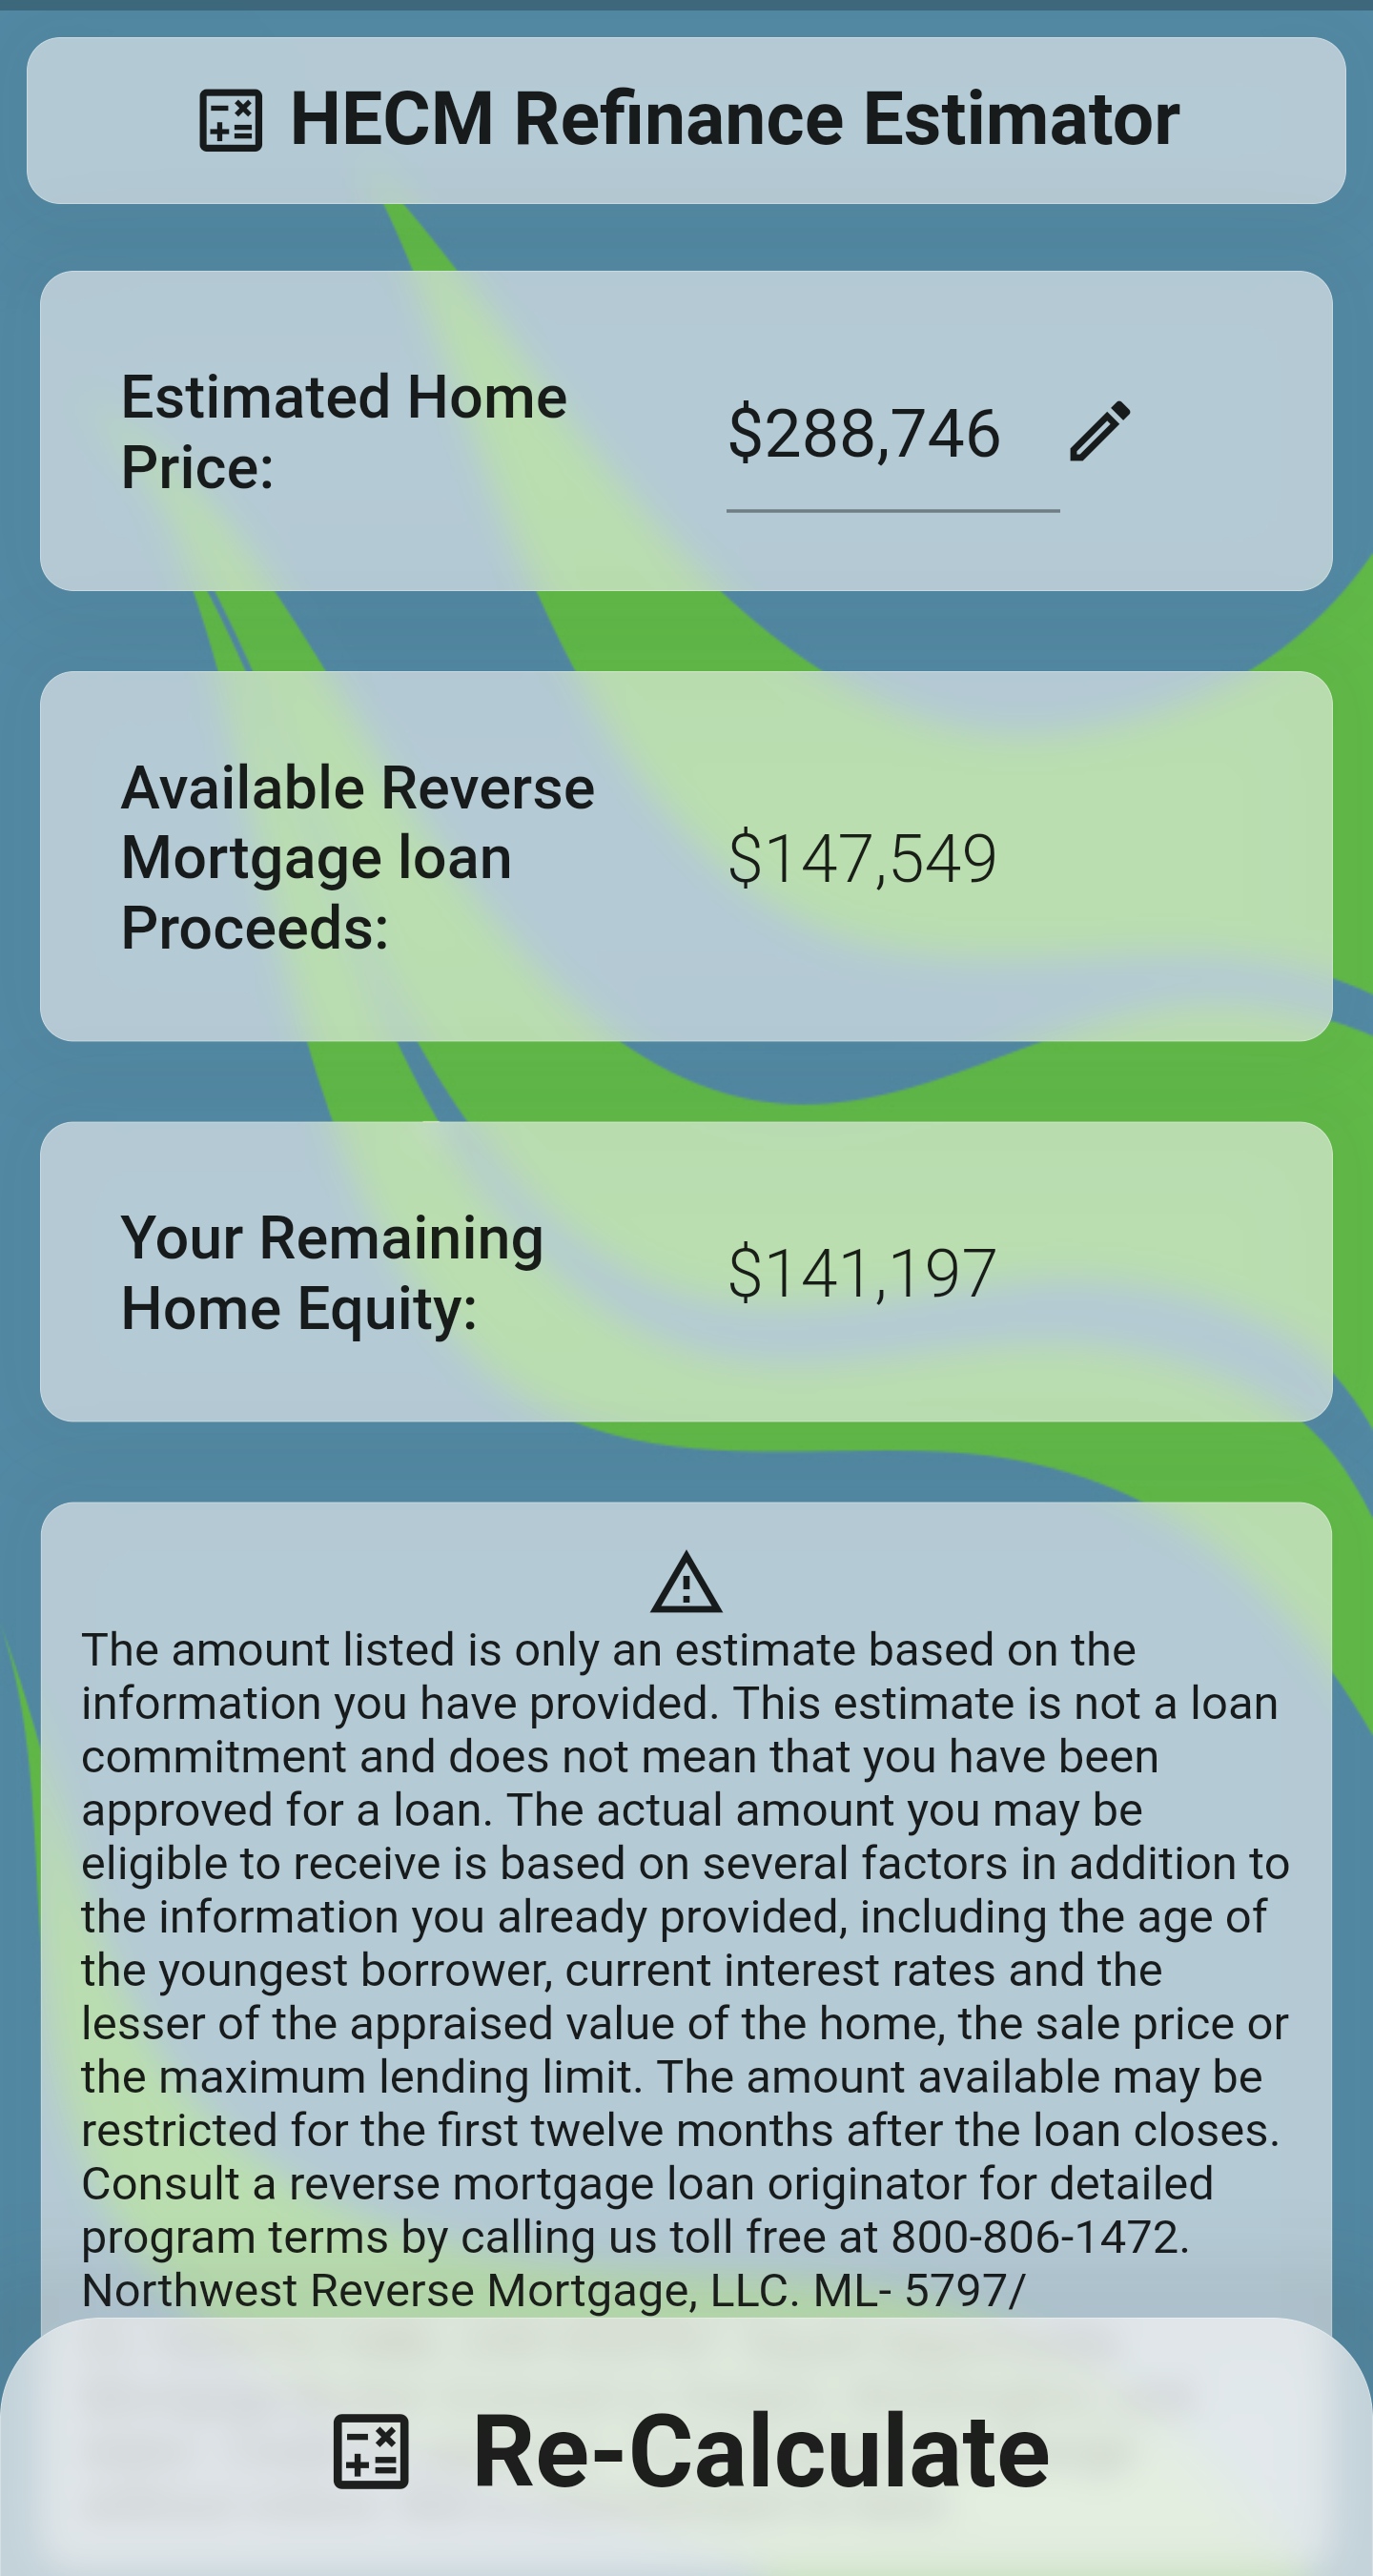 HECM Refinance Estimator
Estimated Home
Price:
$288,746
Available Reverse
Mortgage loan
Proceeds:
$147,549
Your Remaining
Home Equity:
$141,197
The amount listed is only an estimate based on the
information you have provided. This estimate is not a loan
commitment and does not mean that you have been
approved for a loan. The actual amount you may be
eligible to receive is based on several factors in addition to
the information you already provided, including the age of
the youngest borrower, current interest rates and the
lesser of the appraised value of the home, the sale price or
the maximum lending limit. The amount available may be
restricted for the first twelve months after the loan closes.
Consult a reverse mortgage loan originator for detailed
program terms by calling us toll free at 800-806-1472.
Northwest Reverse Mortgage, LLC. ML- 5797/
Re-Calculate